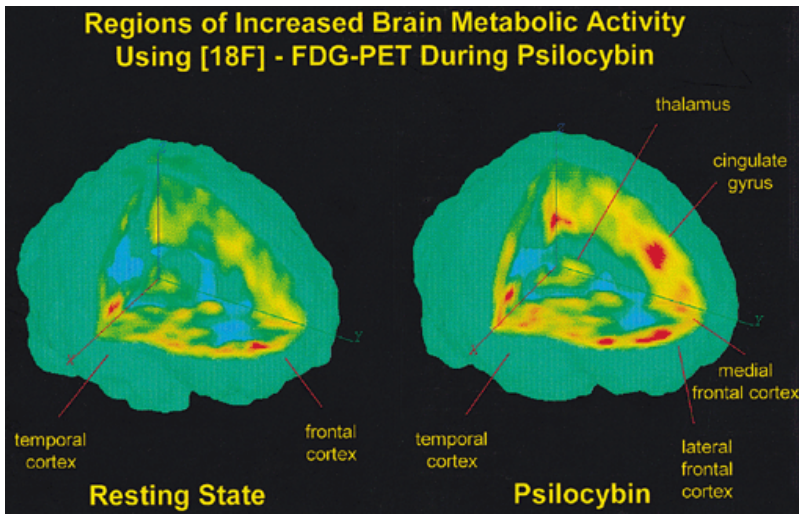 Regions of Increased Brain Metabolic Activity
Using [18F] - FDG-PET During Psilocybin
thalamus
cingulate
gyrus
X
Y
X
Y
medial
frontal cortex
temporal
cortex
frontal
cortex
temporal
cortex
lateral
frontal
cortex
Resting State
Psilocybin